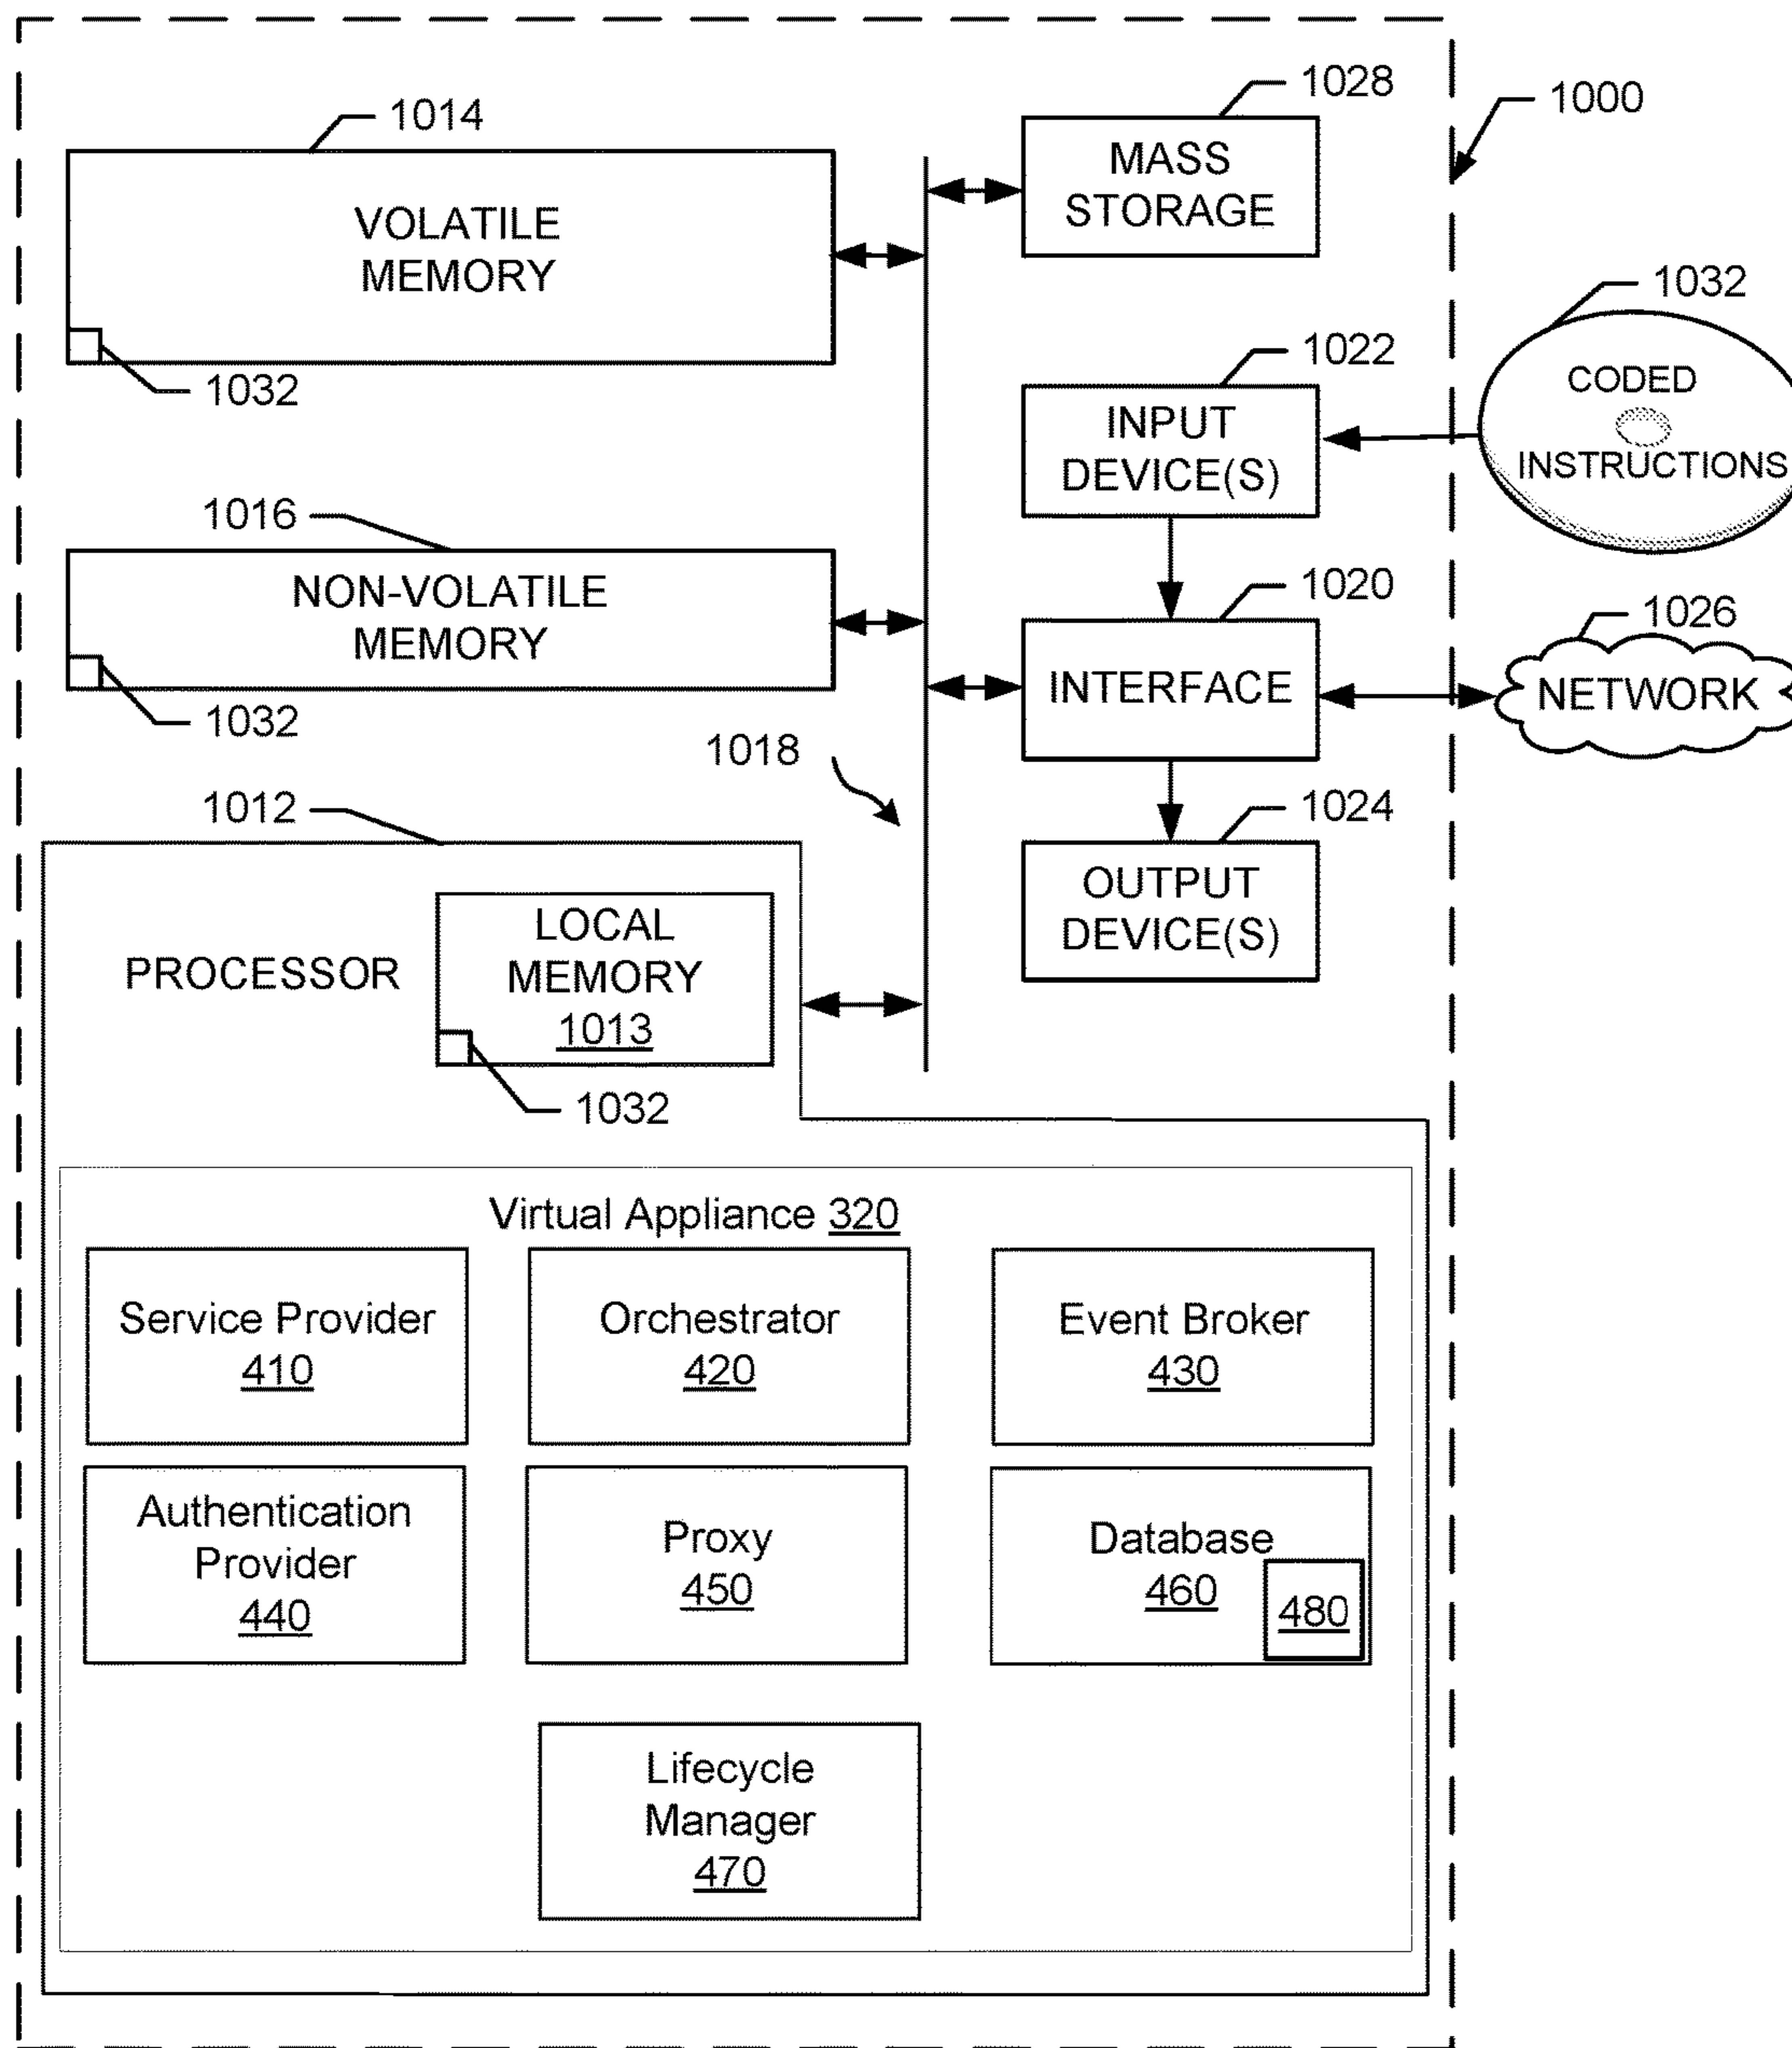 1014
1028
1000
VOLATILE
MEMORY
MASS
STORAGE
1032
1032
1022
CODED
INSTRUCTIONS
INPUT
DEVICE(S)
1016
NON-VOLATILE
MEMORY
1032
1020
INTERFACE
1026
NETWORK
1018
1012
1024
OUTPUT
DEVICE(S)
PROCESSOR
LOCAL
MEMORY
1013
1032
Virtual Appliance 320
Service Provider
410
Orchestrator
420
Event Broker
430
Authentication
Provider
440
Proxy
450
Database
460
480
Lifecycle
Manager
470